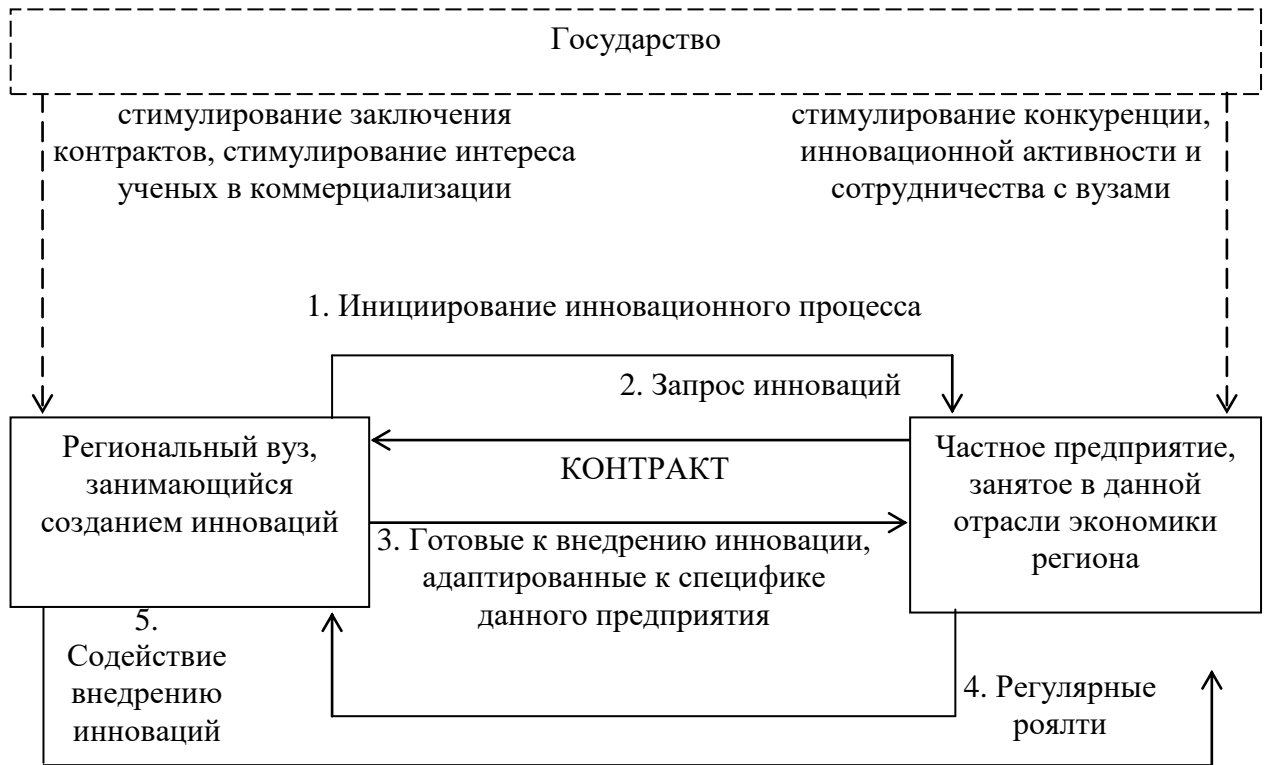 Государство
стимулирование заключения
контрактов, стимулирование интереса
ученых в коммерциализации
стимулирование конкуренции,
инновационной активности и
сотрудничества с вузами
1. Инициирование инновационного процесса
2. Запрос инноваций
Региональный вуз,
занимающийся
созданием инноваций
КОНТРАКТ
Частное предприятие,
занятое в данной
отрасли экономики
региона
3. Готовые к внедрению инновации,
адаптированные к специфике
данного предприятия
5.
Содействие
внедрению
инноваций
4. Регулярные
роялти